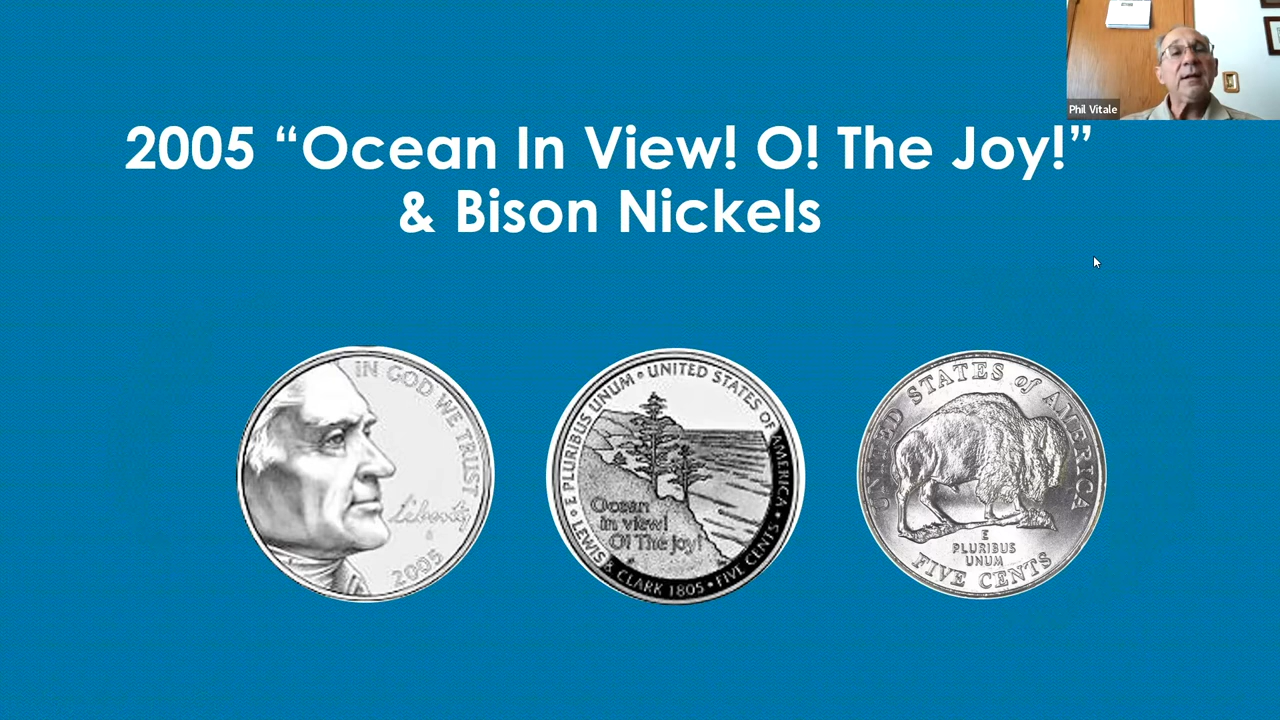 Phil Vitale
2005 “Ocean In View! O! The Joy!”
& Bison Nickels
IN GOD WE TRUST
Liberty
2005
E PLURIBUS UNUM • UNITED STATES OF AMERICA •
Ocean
in view!
O! The joy!
• LEWIS & CLARK 1805 • FIVE CENTS •
UNITED STATES of AMERICA
E
PLURIBUS
UNUM
FIVE CENTS